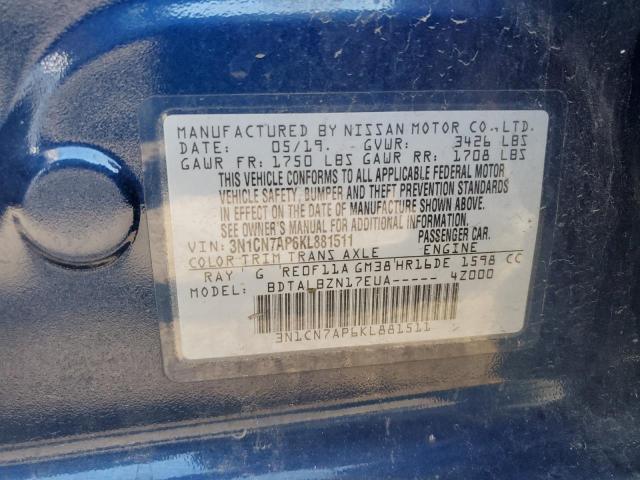 MANUFACTURED BY NISSAN MOTOR CO., LTD.
DATE: 05/19. GVWR: 3426 LBS
GAWR FR: 1750 LBS GAWR RR: 1708 LBS
THIS VEHICLE CONFORMS TO ALL APPLICABLE FEDERAL MOTOR
VEHICLE SAFETY, BUMPER AND THEFT PREVENTION STANDARDS
IN EFFECT ON THE DATE OF MANUFACTURE SHOWN ABOVE.
SEE OWNER'S MANUAL FOR ADDITIONAL INFORMATION.
VIN: 3N1CN7AP6KL881511 PASSENGER CAR.
COLOR TRIM TRANS AXLE ENGINE
RAY G RE0F11A GM38 HR16DE 1598 CC
MODEL: BDTALBZN17EUA----- 4Z000
3N1CN7AP6KL881511